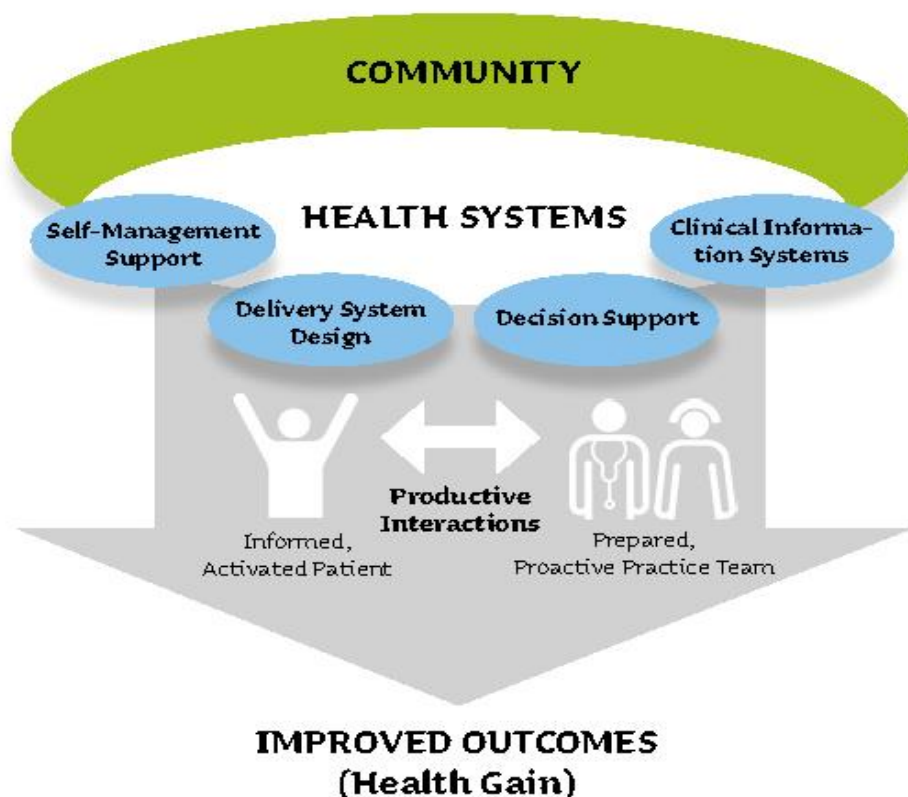 COMMUNITY
HEALTH SYSTEMS
Self-Management
Support
Clinical Informa-
tion Systems
Delivery System
Design
Decision Support
Productive
Interactions
Informed,
Activated Patient
Prepared,
Proactive Practice Team
IMPROVED OUTCOMES
(Health Gain)